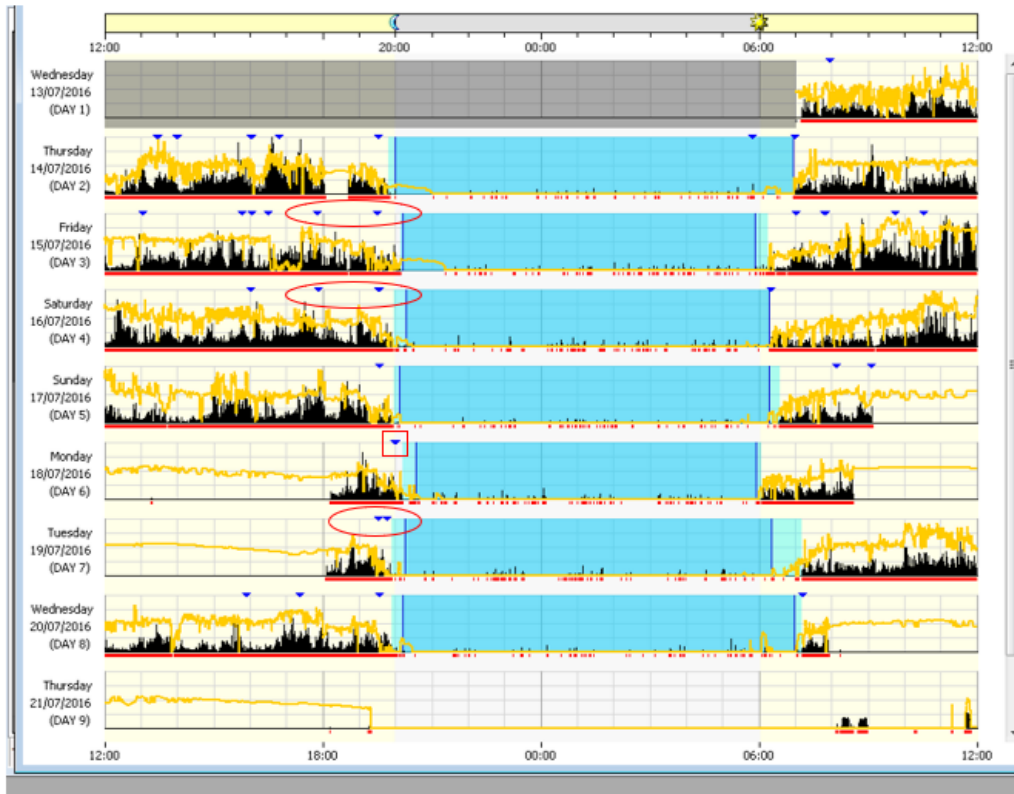 12:00 20:00 00:00 06:00 12:00
Wednesday
13/07/2016
(DAY 1)
Thursday
14/07/2016
(DAY 2)
Friday
15/07/2016
(DAY 3)
Saturday
16/07/2016
(DAY 4)
Sunday
17/07/2016
(DAY 5)
Monday
18/07/2016
(DAY 6)
Tuesday
19/07/2016
(DAY 7)
Wednesday
20/07/2016
(DAY 8)
Thursday
21/07/2016
(DAY 9)
12:00 18:00 00:00 06:00 12:00